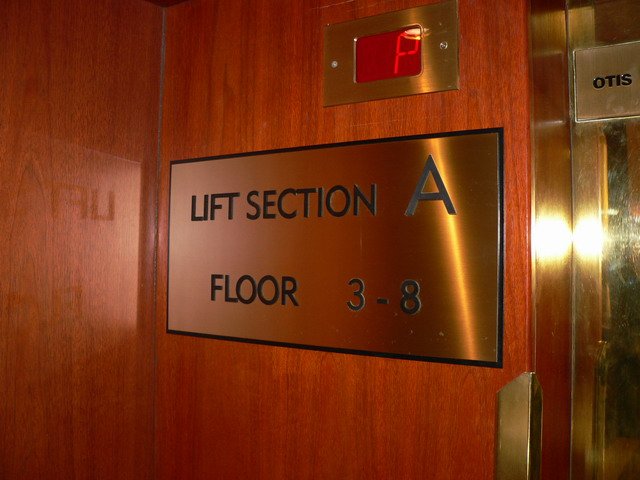 P
OTIS
LIFT SECTION A
FLOOR 3-8